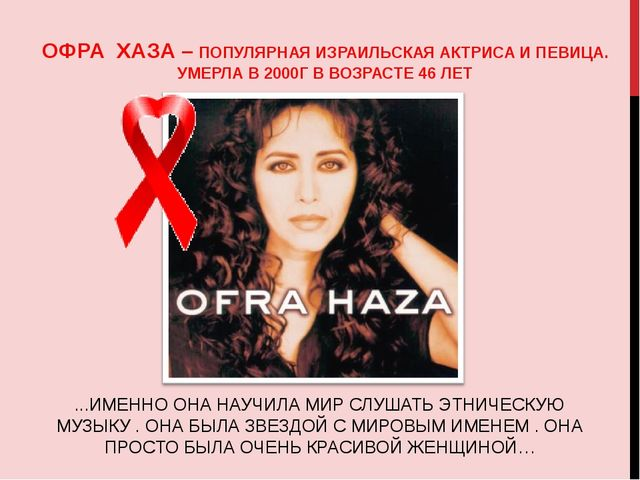 ОФРА ХАЗА – ПОПУЛЯРНАЯ ИЗРАИЛЬСКАЯ АКТРИСА И ПЕВИЦА.
УМЕРЛА В 2000Г В ВОЗРАСТЕ 46 ЛЕТ
OFRA HAZA
...ИМЕННО ОНА НАУЧИЛА МИР СЛУШАТЬ ЭТНИЧЕСКУЮ
МУЗЫКУ . ОНА БЫЛА ЗВЕЗДОЙ С МИРОВЫМ ИМЕНЕМ . ОНА
ПРОСТО БЫЛА ОЧЕНЬ КРАСИВОЙ ЖЕНЩИНОЙ…